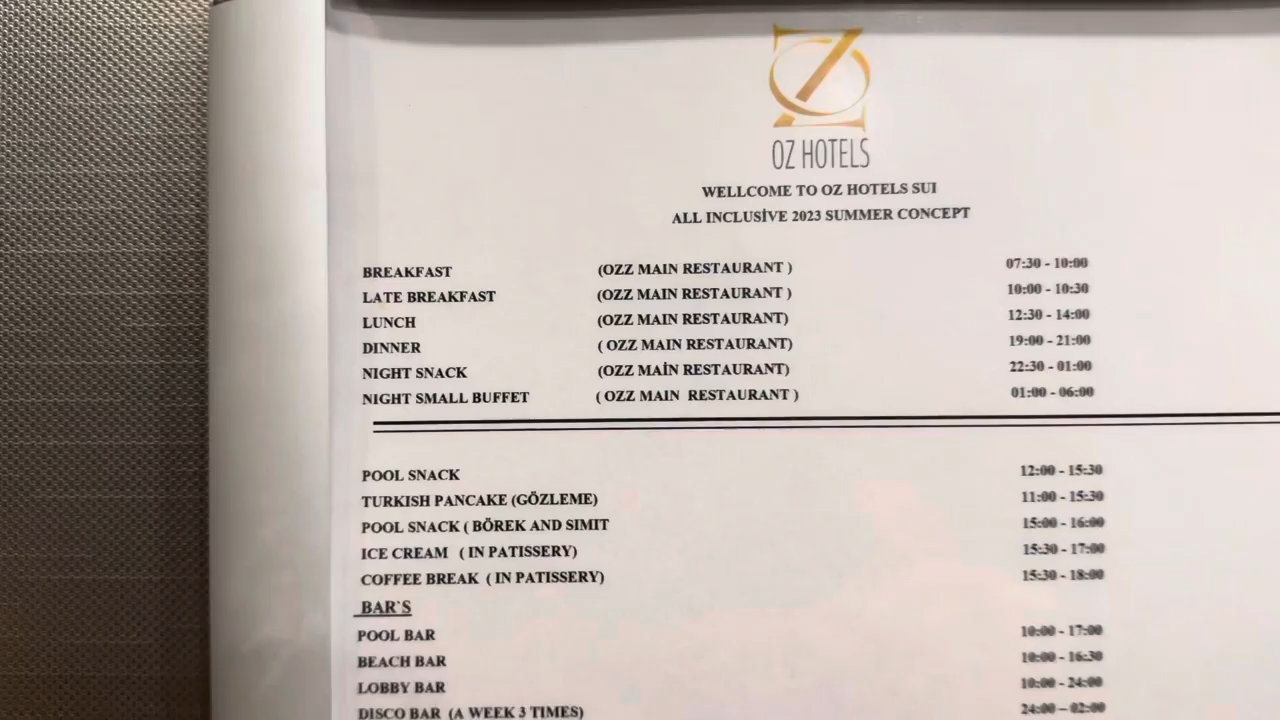 OZ HOTELS
WELLCOME TO OZ HOTELS SUI
ALL INCLUSİVE 2023 SUMMER CONCEPT
BREAKFAST (OZZ MAIN RESTAURANT ) 07:30 - 10:00
LATE BREAKFAST (OZZ MAIN RESTAURANT ) 10:00 - 10:30
LUNCH (OZZ MAIN RESTAURANT) 12:30 - 14:00
DINNER ( OZZ MAIN RESTAURANT) 19:00 - 21:00
NIGHT SNACK (OZZ MAİN RESTAURANT) 22:30 - 01:00
NIGHT SMALL BUFFET ( OZZ MAIN RESTAURANT ) 01:00 - 06:00
POOL SNACK 12:00 - 15:30
TURKISH PANCAKE (GÖZLEME) 11:00 - 15:30
POOL SNACK ( BÖREK AND SIMIT 15:00 - 16:00
ICE CREAM ( IN PATISSERY) 15:30 - 17:00
COFFEE BREAK ( IN PATISSERY) 15:30 - 18:00
BAR`S
POOL BAR 10:00 - 17:00
BEACH BAR 10:00 - 16:30
LOBBY BAR 10:00 - 24:00
DISCO BAR (A WEEK 3 TIMES) 24:00 – 02:00